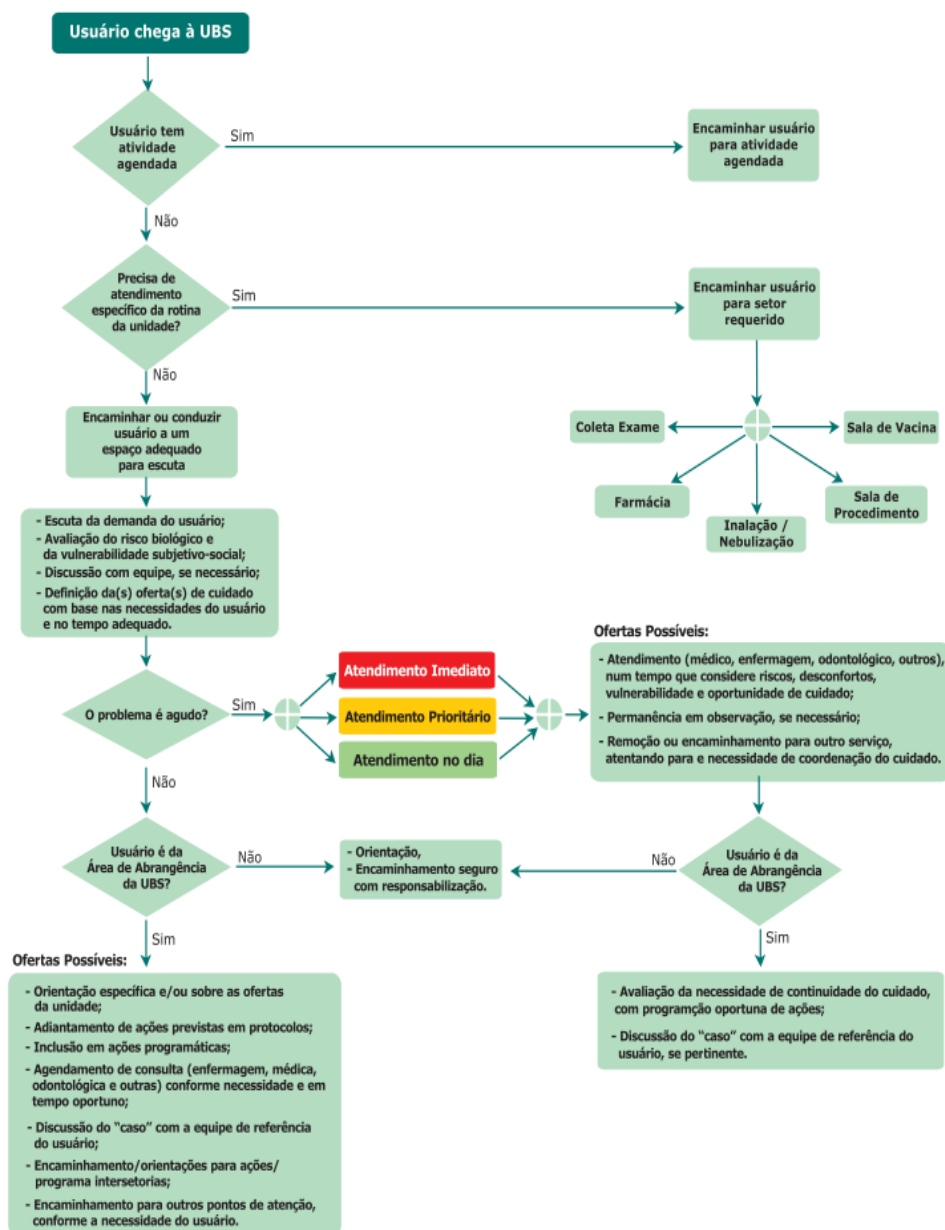 Usuário chega à UBS
Usuário tem
atividade
agendada
Sim
Encaminhar usuário
para atividade
agendada
Não
Precisa de
atendimento
específico da rotina
da unidade?
Sim
Encaminhar usuário
para setor
requerido
Não
Encaminhar ou conduzir
usuário a um
espaço adequado
para escuta
Coleta Exame
Sala de Vacina
Farmácia
Sala de
Procedimento
Inalação /
Nebulização
- Escuta da demanda do usuário;
- Avaliação do risco biológico e
da vulnerabilidade subjetivo-social;
- Discussão com equipe, se necessário;
- Definição da(s) oferta(s) de cuidado
com base nas necessidades do usuário
e no tempo adequado.
O problema é agudo?
Sim
Atendimento Imediato
Atendimento Prioritário
Atendimento no dia
Ofertas Possíveis:
- Atendimento (médico, enfermagem, odontológico, outros),
num tempo que considere riscos, desconfortos,
vulnerabilidade e oportunidade de cuidado;
- Permanência em observação, se necessário;
- Remoção ou encaminhamento para outro serviço,
atentando para e necessidade de coordenação do cuidado.
Não
Usuário é da
Área de Abrangência
da UBS?
Não
- Orientação,
- Encaminhamento seguro
com responsabilização.
Não
Usuário é da
Área de Abrangência
da UBS?
Sim
Ofertas Possíveis:
- Orientação específica e/ou sobre as ofertas
da unidade;
- Adiantamento de ações previstas em protocolos;
- Inclusão em ações programáticas;
- Agendamento de consulta (enfermagem, médica,
odontológica e outras) conforme necessidade e em
tempo oportuno;
- Discussão do "caso" com a equipe de referência
do usuário;
- Encaminhamento/orientações para ações/
programa intersetorias;
- Encaminhamento para outros pontos de atenção,
conforme a necessidade do usuário.
Sim
- Avaliação da necessidade de continuidade do cuidado,
com programção oportuna de ações;
- Discussão do "caso" com a equipe de referência do
usuário, se pertinente.